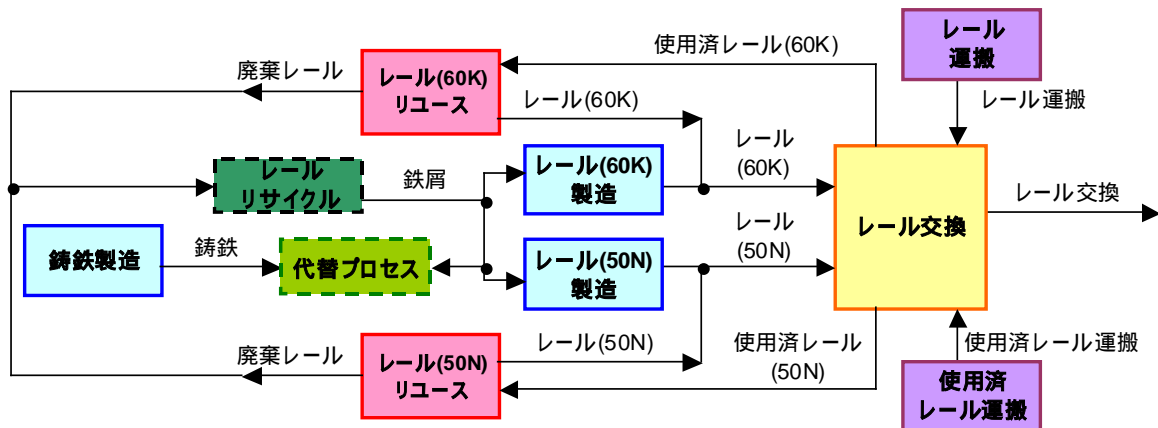 使用済レール(60K)
レール
運搬
廃棄レール
レール(60K)
リユース
レール(60K)
レール運搬
レール
(60K)
レール
リサイクル
鉄屑
レール(60K)
製造
レール交換
レール交換
レール
(50N)
鋳鉄製造
鋳鉄
代替プロセス
レール(50N)
製造
廃棄レール
レール(50N)
リユース
レール(50N)
使用済レール
(50N)
使用済レール運搬
使用済
レール運搬